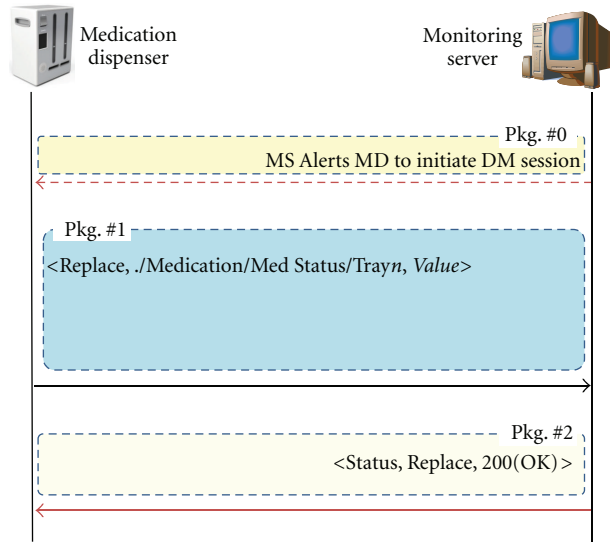 Medication
dispenser
Monitoring
server
Pkg. #0
MS Alerts MD to initiate DM session
Pkg. #1
<Replace, ./Medication/Med Status/Trayn, Value>
Pkg. #2
<Status, Replace, 200(OK)>